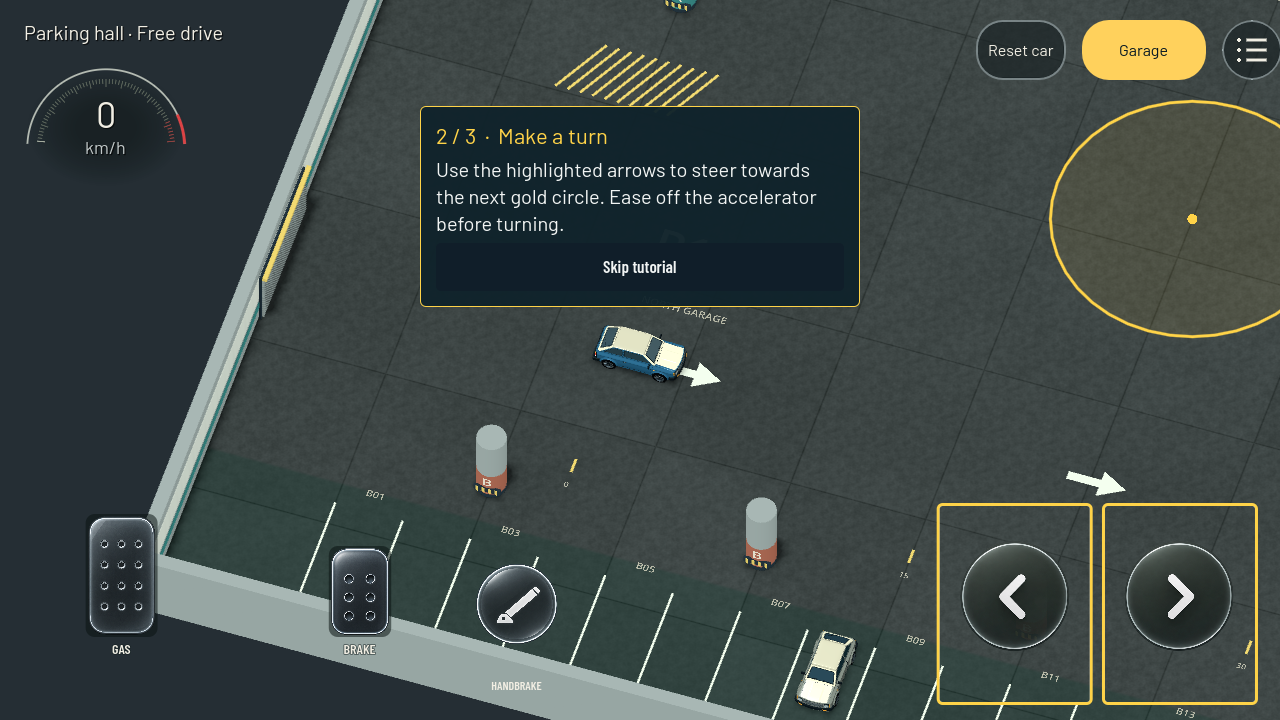 Parking hall · Free drive
Reset car
Garage
0
km/h
2 / 3 · Make a turn
Use the highlighted arrows to steer towards
the next gold circle. Ease off the accelerator
before turning.
Skip tutorial
GARAGE
B
0
B01
B03
B
B05
15
B07
B09
30
B11
B13
GAS
BRAKE
HANDBRAKE